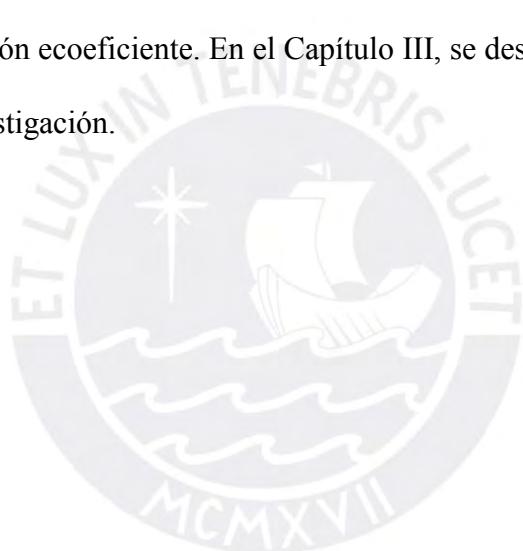 ón ecoeficiente. En el Capítulo III, se des
stigación.
ET LUX IN TENEBRIS LUCET
MCMXVII